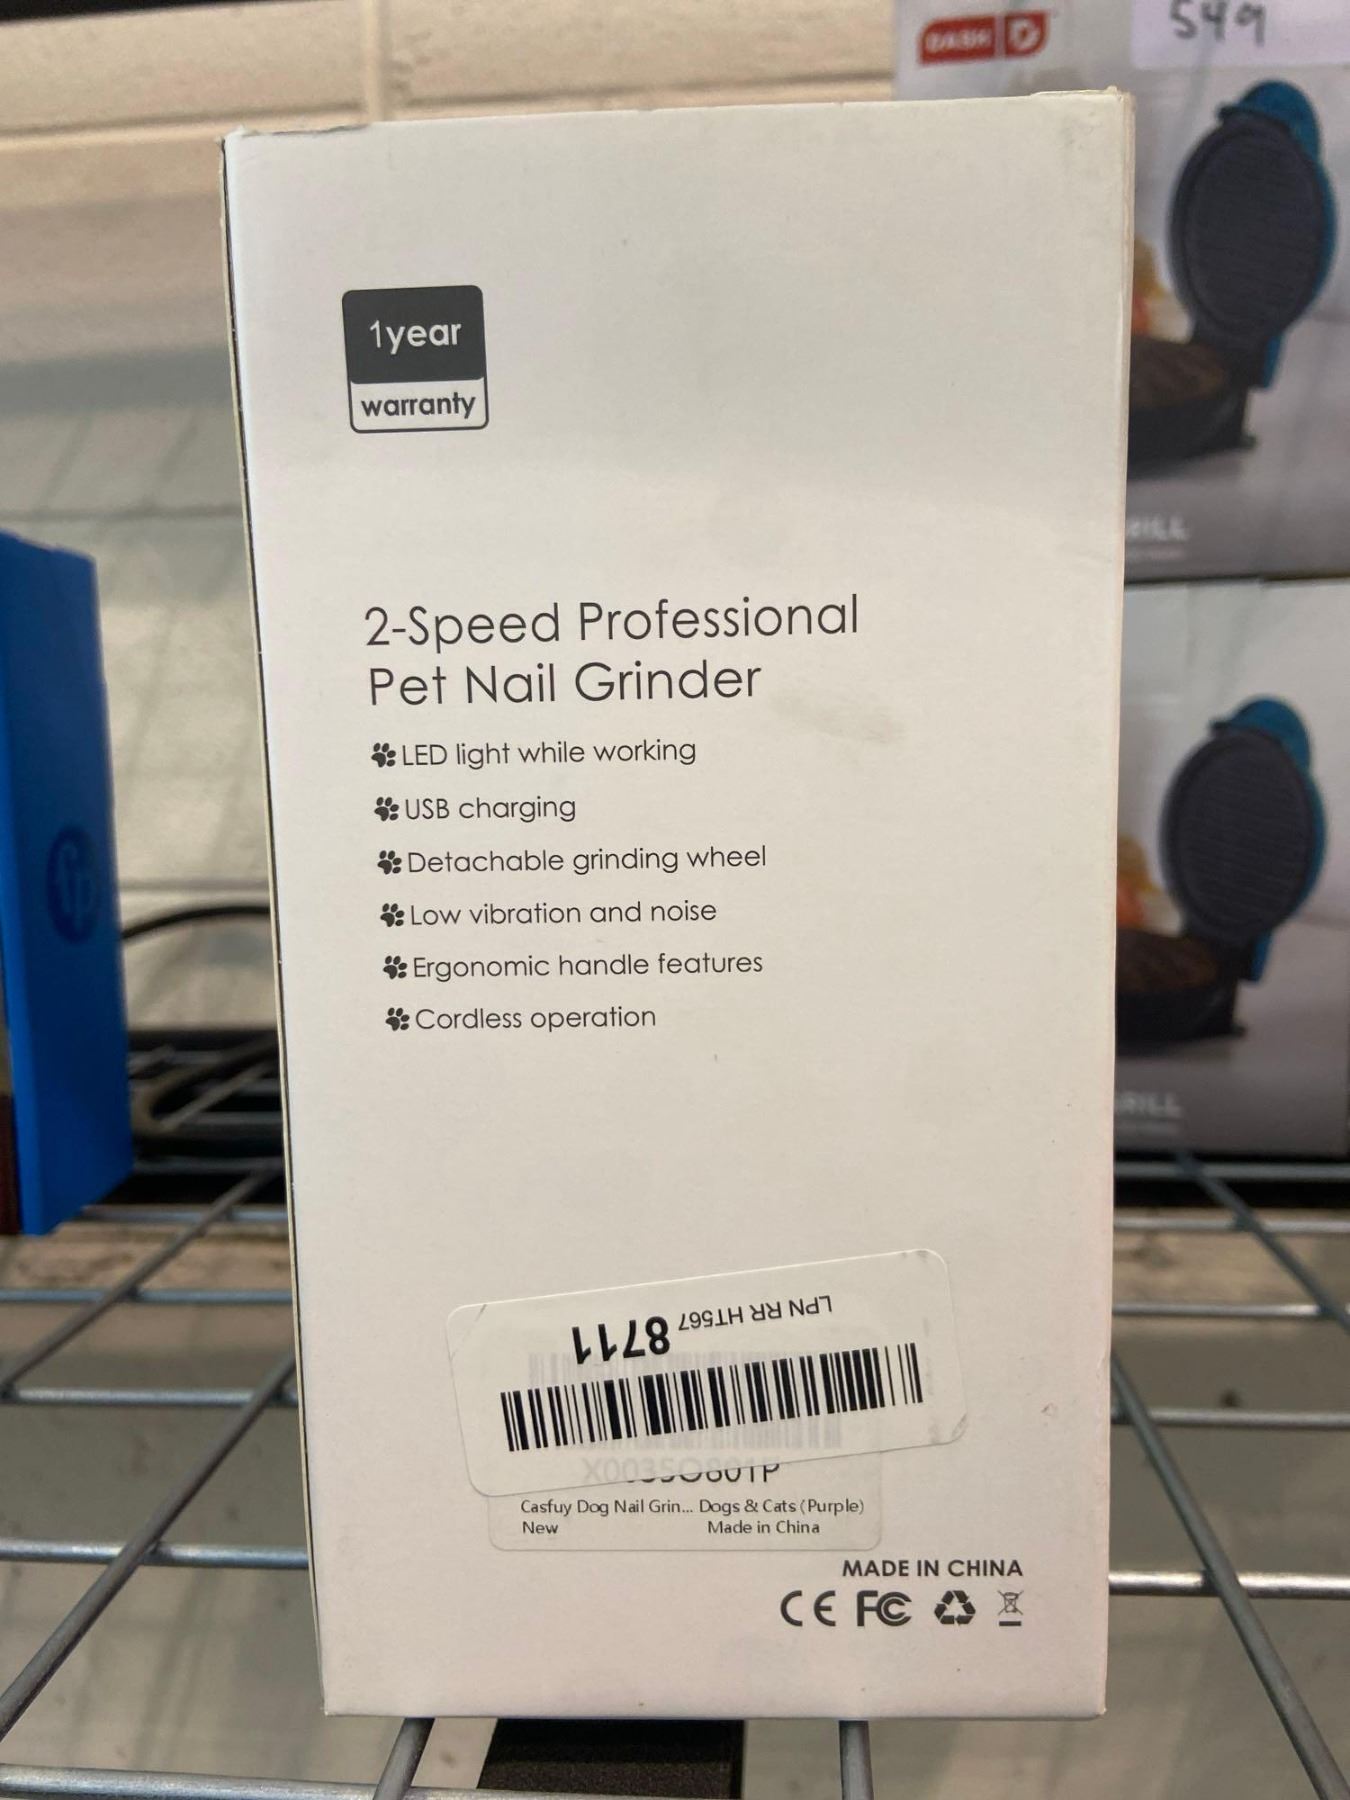 DASH D
549
1year
warranty
2-Speed Professional
Pet Nail Grinder
LED light while working
USB charging
Detachable grinding wheel
Low vibration and noise
Ergonomic handle features
Cordless operation
LPN RR HT567 8711
Casfuy Dog Nail Grin... Dogs & Cats (Purple)
New Made in China
MADE IN CHINA
CE FC